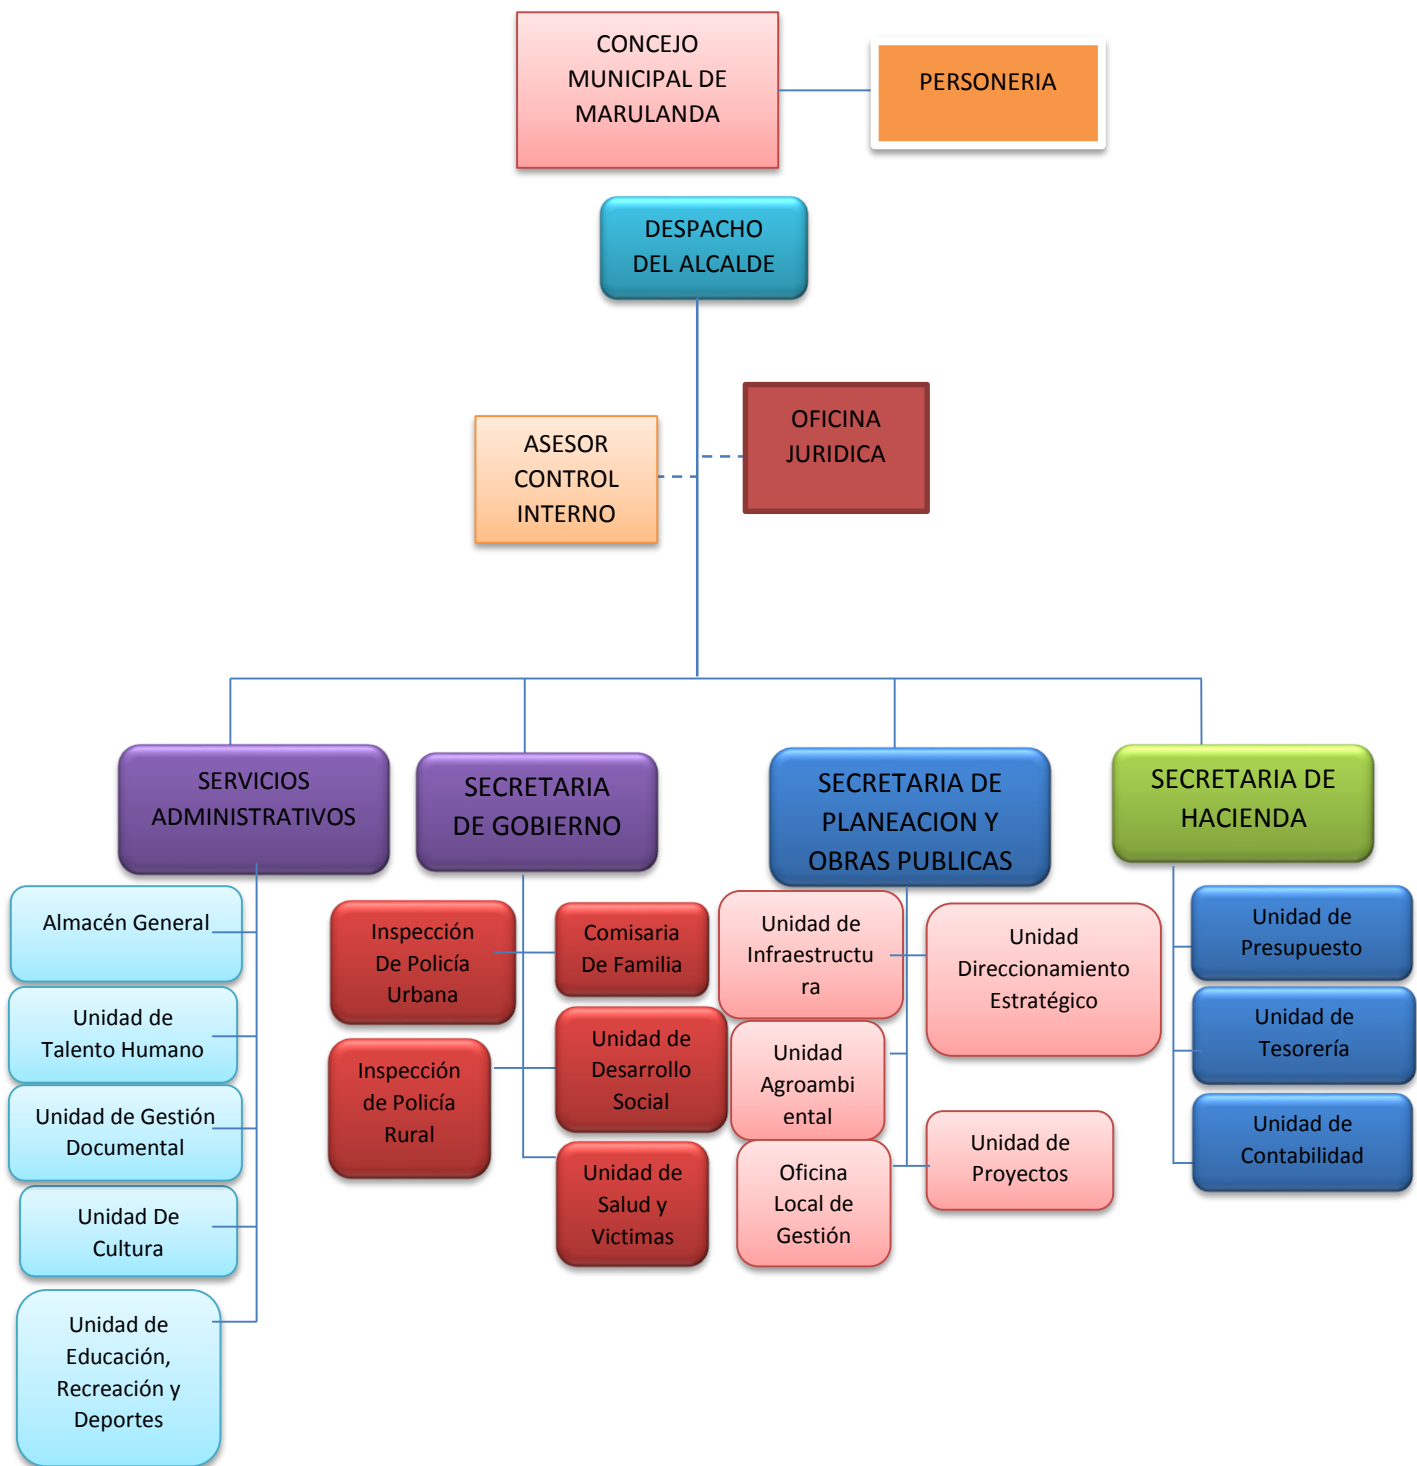 CONCEJO
MUNICIPAL DE
MARULANDA
PERSONERIA
DESPACHO
DEL ALCALDE
OFICINA
JURIDICA
ASESOR
CONTROL
INTERNO
SERVICIOS
ADMINISTRATIVOS
SECRETARIA
DE GOBIERNO
SECRETARIA DE
PLANEACION Y
OBRAS PUBLICAS
SECRETARIA DE
HACIENDA
Almacén General
Unidad de
Talento Humano
Unidad de Gestión
Documental
Unidad De
Cultura
Unidad de
Educación,
Recreación y
Deportes
Inspección
De Policía
Urbana
Inspección
de Policía
Rural
Comisaria
De Familia
Unidad de
Desarrollo
Social
Unidad de
Salud y
Victimas
Unidad de
Infraestructu
ra
Unidad
Agroambi
ental
Oficina
Local de
Gestión
Unidad
Direccionamiento
Estratégico
Unidad de
Proyectos
Unidad de
Presupuesto
Unidad de
Tesorería
Unidad de
Contabilidad